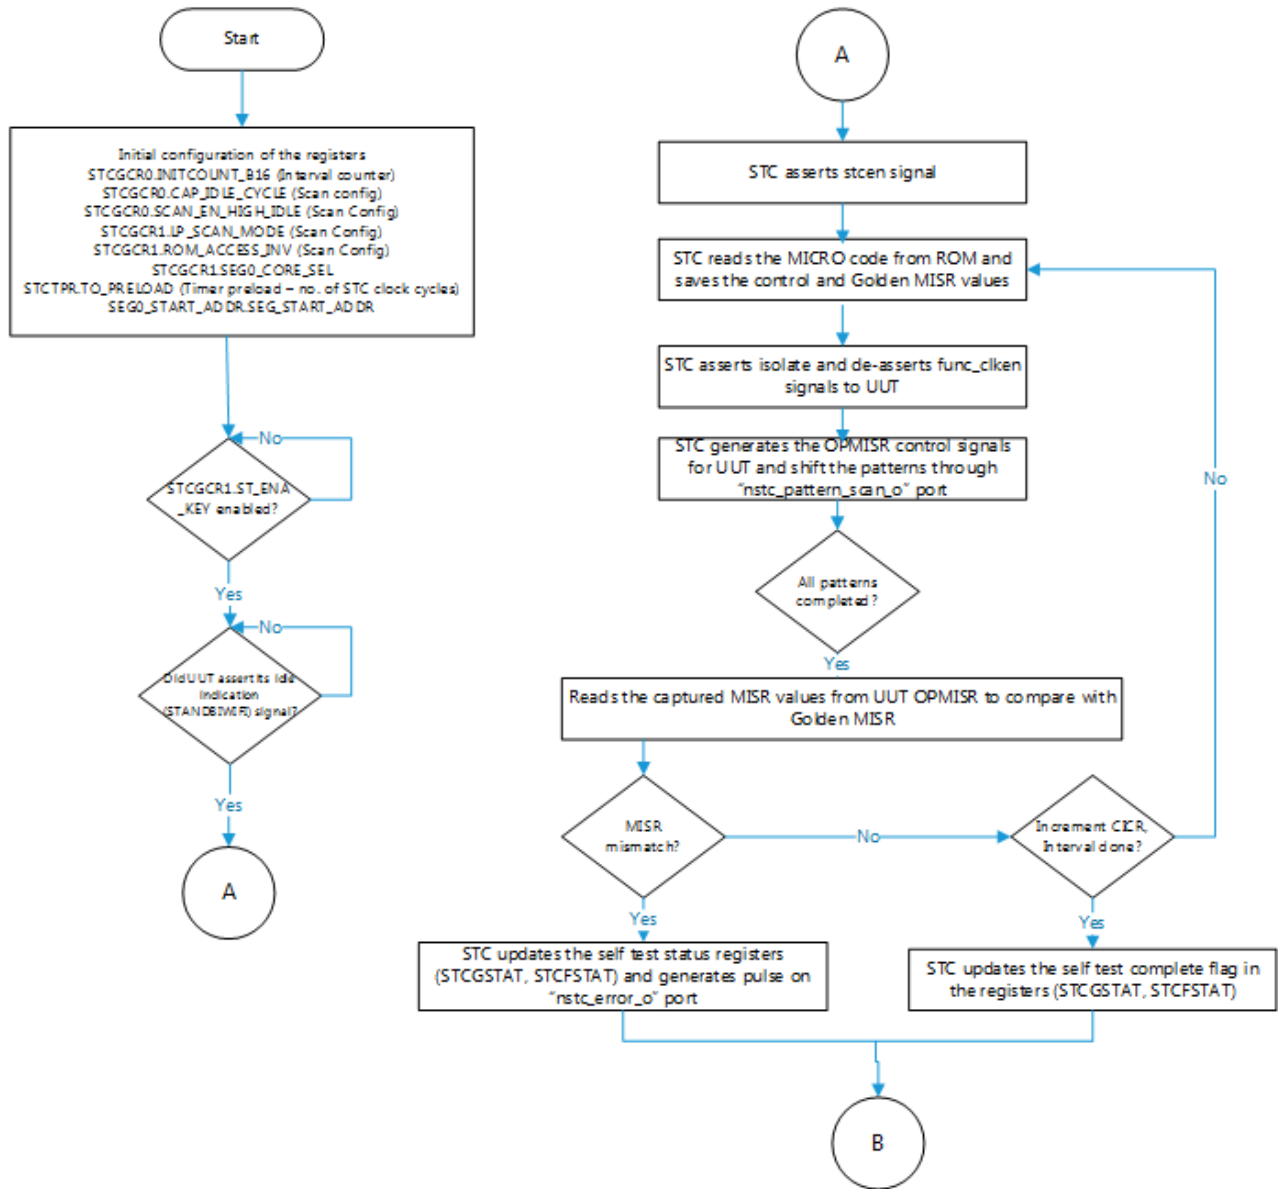 Start
Initial configuration of the registers
STCGCR0.INITCOUNT_B16 (Interval counter)
STCGCR0.CAP_IDLE_CYCLE (Scan config)
STCGCR0.SCAN_EN_HIGH_IDLE (Scan Config)
STCGCR1.LP_SCAN_MODE (Scan Config)
STCGCR1.ROM_ACCESS_INV (Scan Config)
STCGCR1.SEG0_CORE_SEL
STCTPR.TO_PRELOAD (Timer preload – no. of STC clock cycles)
SEG0_START_ADDR.SEG_START_ADDR
No
STCGCR1.ST_ENA
_KEY enabled?
Yes
No
Did UUT assert its Idle
Indication
(STANDBIWIFI) signal?
Yes
A
A
STC asserts stcen signal
STC reads the MICRO code from ROM and
saves the control and Golden MISR values
STC asserts isolate and de-asserts func_clken
signals to UUT
STC generates the OPMISR control signals
for UUT and shift the patterns through
“nstc_pattern_scan_o” port
No
All patterns
completed?
Yes
Reads the captured MISR values from UUT OPMISR to compare with
Golden MISR
MISR
mismatch?
No
Increment CICR,
Interval done?
Yes
Yes
STC updates the self test status registers
(STCGSTAT, STCFSTAT) and generates pulse on
“nstc_error_o” port
STC updates the self test complete flag in
the registers (STCGSTAT, STCFSTAT)
B